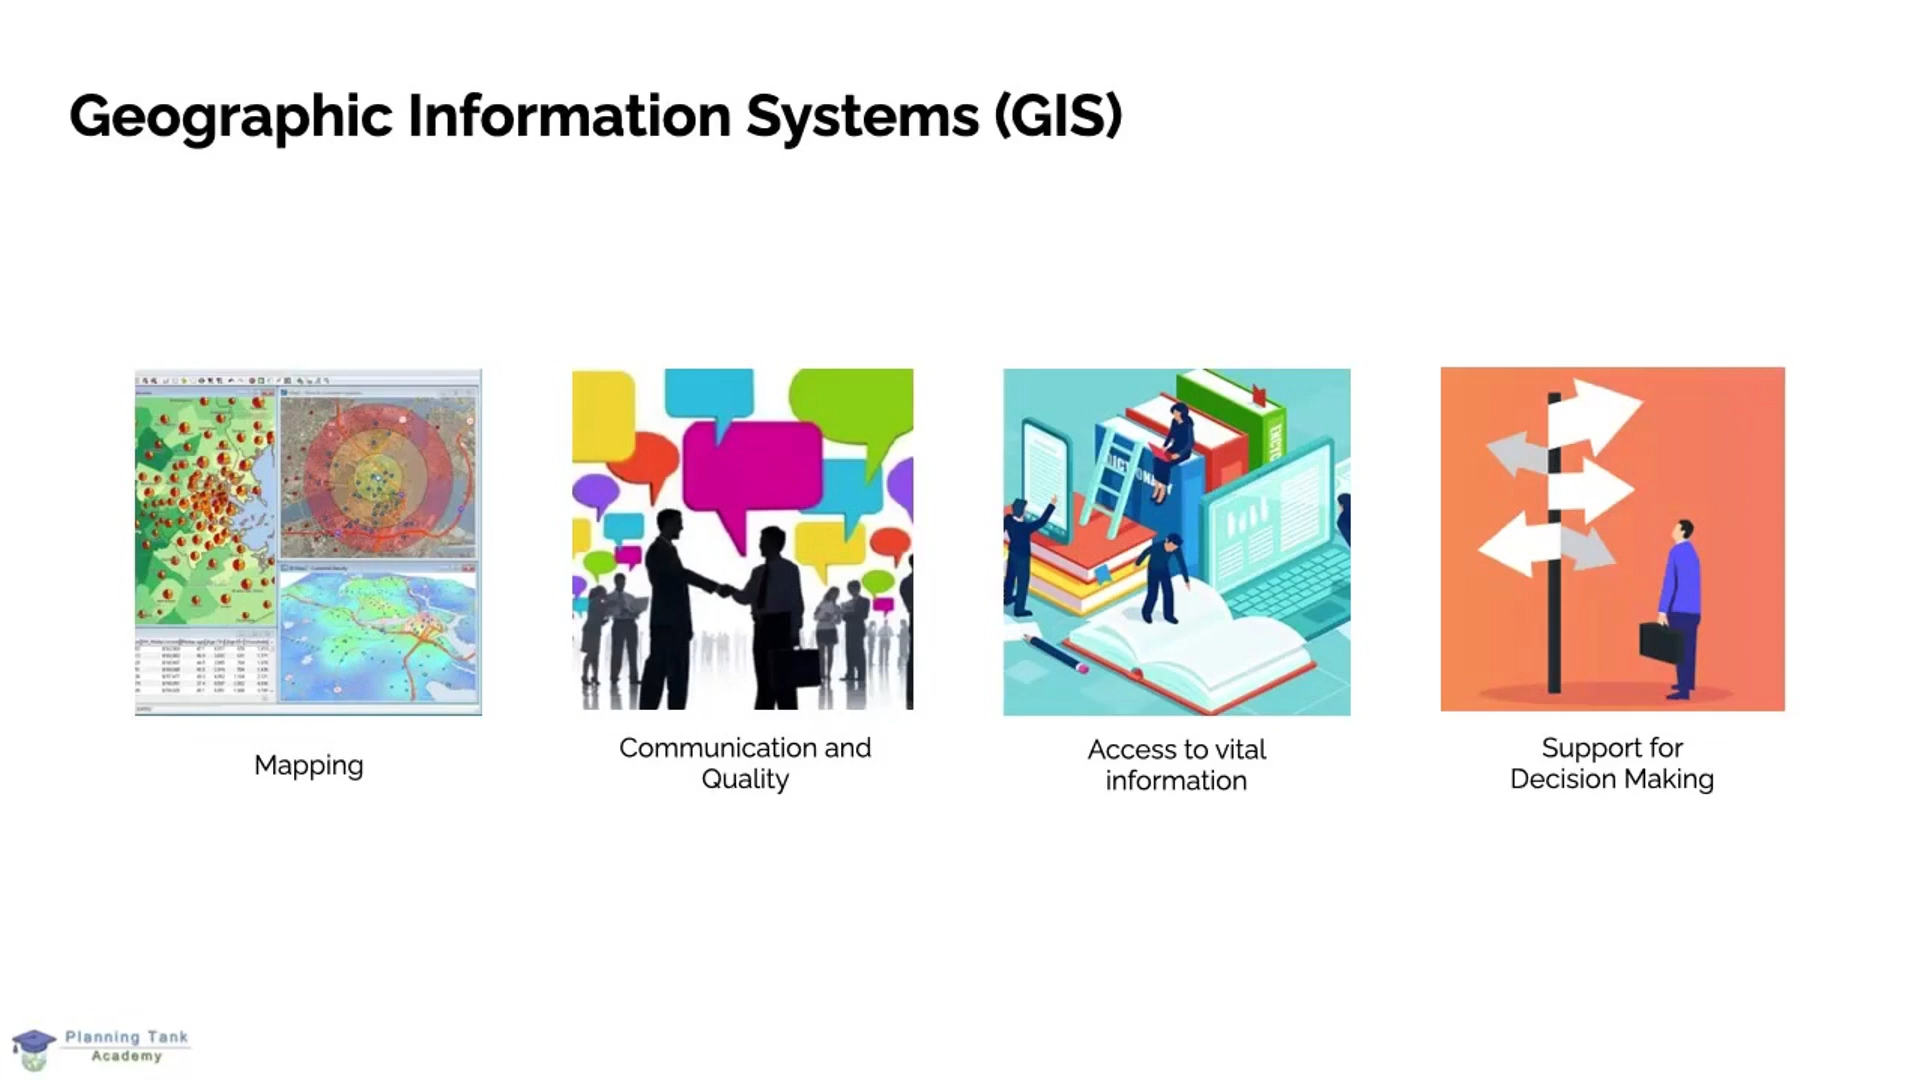 Geographic Information Systems (GIS)
Mapping
Communication and
Quality
Access to vital
information
Support for
Decision Making
Planning Tank
Academy